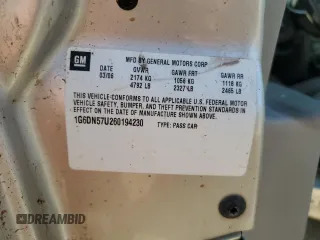 GM
MFD BY GENERAL MOTORS CORP
DATE GVWR GAWR FRT GAWR RR
03/06 2174 KG 1056 KG 1118 KG
4792 LB 2327 LB 2465 LB
THIS VEHICLE CONFORMS TO ALL APPLICABLE U.S. FEDERAL MOTOR
VEHICLE SAFETY, BUMPER, AND THEFT PREVENTION STANDARDS IN
EFFECT ON THE DATE OF MANUFACTURE SHOWN ABOVE.
1G6DN57U260194230
TYPE: PASS CAR
DREAMBID